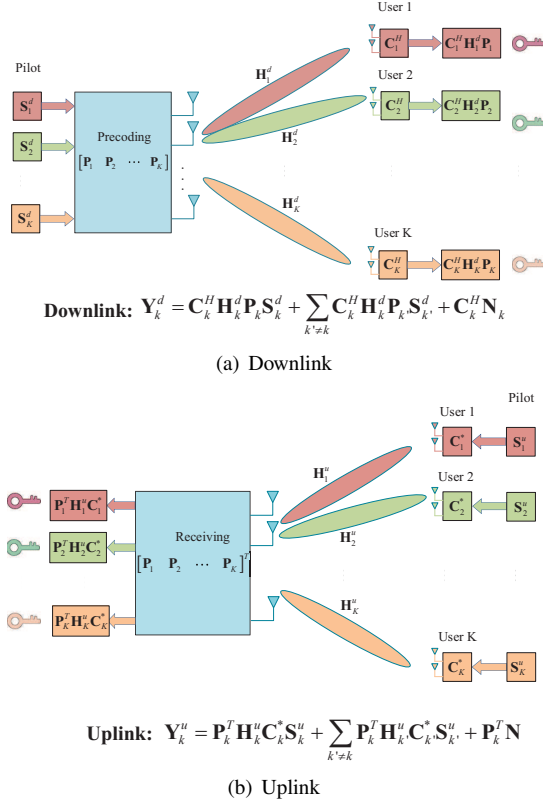 User 1
C_1^H
C_1^H H_1^d P_1
Pilot
H_1^d
User 2
S_1^d
C_2^H
C_2^H H_2^d P_2
Precoding
S_2^d
H_2^d
[P_1 P_2 ⋯ P_K]
H_K^d
User K
S_K^d
C_K^H
C_K^H H_K^d P_K
Downlink: Y_k^d = C_k^H H_k^d P_k S_k^d + ∑_{k'≠k} C_k^H H_k^d P_{k'} S_{k'}^d + C_k^H N_k
(a) Downlink
User 1
Pilot
C_1^*
S_1^u
H_1^u
User 2
P_1^T H_1^u C_1^*
C_2^*
S_2^u
Receiving
P_2^T H_2^u C_2^*
H_2^u
[P_1 P_2 ⋯ P_K]^T
H_K^u
P_K^T H_K^u C_K^*
User K
C_K^*
S_K^u
Uplink: Y_k^u = P_k^T H_k^u C_k^* S_k^u + ∑_{k'≠k} P_k^T H_{k'}^u C_{k'}^* S_{k'}^u + P_k^T N
(b) Uplink